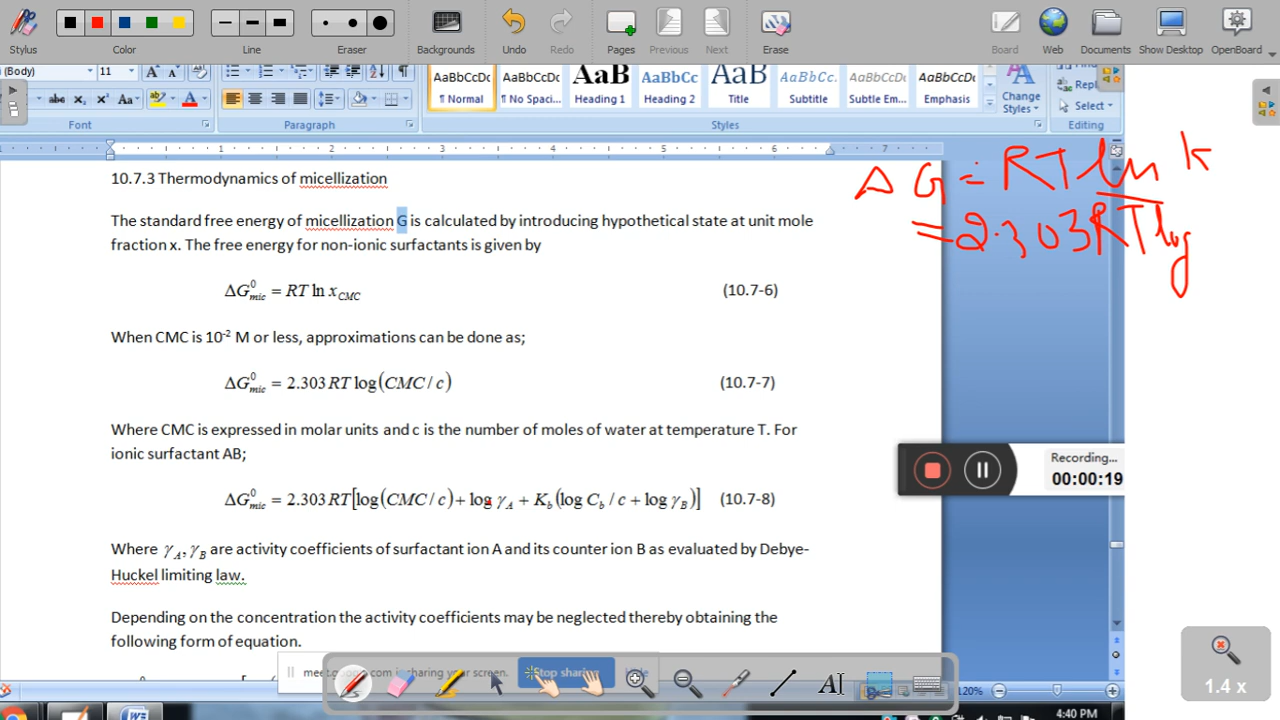 Stylus Color Line Eraser Backgrounds Undo Redo Pages Previous Next Erase Board Web Documents Show Desktop OpenBoard
(Body) 11
AaBbCcDc AaBbCcDc AaB AaBbCc AaB AaBbCc. AaBbCcDc AaBbCcDc
¶ Normal ¶ No Spaci... Heading 1 Heading 2 Title Subtitle Subtle Em... Emphasis
Change Styles
Select
Font Paragraph Styles Editing
1 2 3 4 5 6 7
10.7.3 Thermodynamics of micellization
The standard free energy of micellization G is calculated by introducing hypothetical state at unit mole
fraction x. The free energy for non-ionic surfactants is given by
ΔG⁰mic = RT ln xCMC (10.7-6)
When CMC is 10⁻² M or less, approximations can be done as;
ΔG⁰mic = 2.303 RT log(CMC / c) (10.7-7)
Where CMC is expressed in molar units and c is the number of moles of water at temperature T. For
ionic surfactant AB;
ΔG⁰mic = 2.303 RT[log(CMC / c) + log γA + Kb(log Cb / c + log γB)] (10.7-8)
Where γA, γB are activity coefficients of surfactant ion A and its counter ion B as evaluated by Debye-
Huckel limiting law.
Depending on the concentration the activity coefficients may be neglected thereby obtaining the
following form of equation.
Δ G = RT ln k
= 2.303 RT log
Recording...
00:00:19
is sharing your screen. Stop sharing Hide
1.4 x
120%
4:40 PM